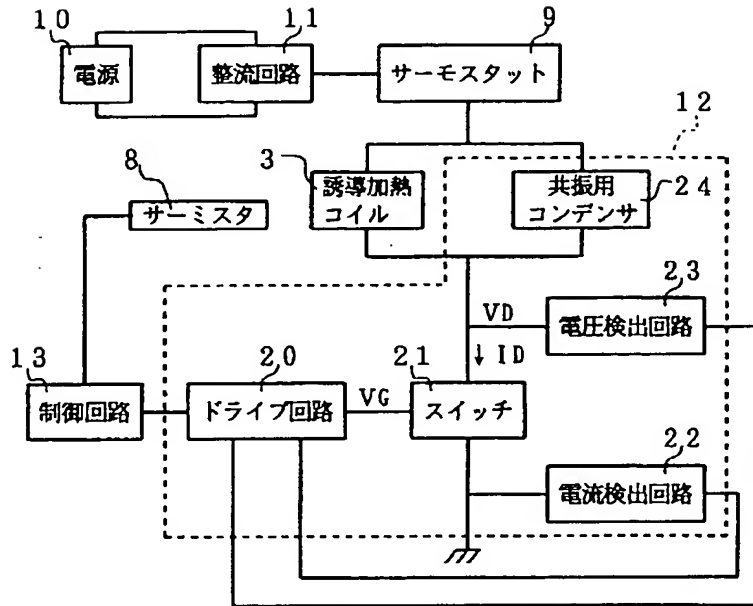 10
電源
11
整流回路
9
サーモスタット
12
3
誘導加熱
コイル
共振用
コンデンサ
24
8
サーミスタ
VD
↓ ID
23
電圧検出回路
13
制御回路
20
ドライブ回路
VG
21
スイッチ
22
電流検出回路